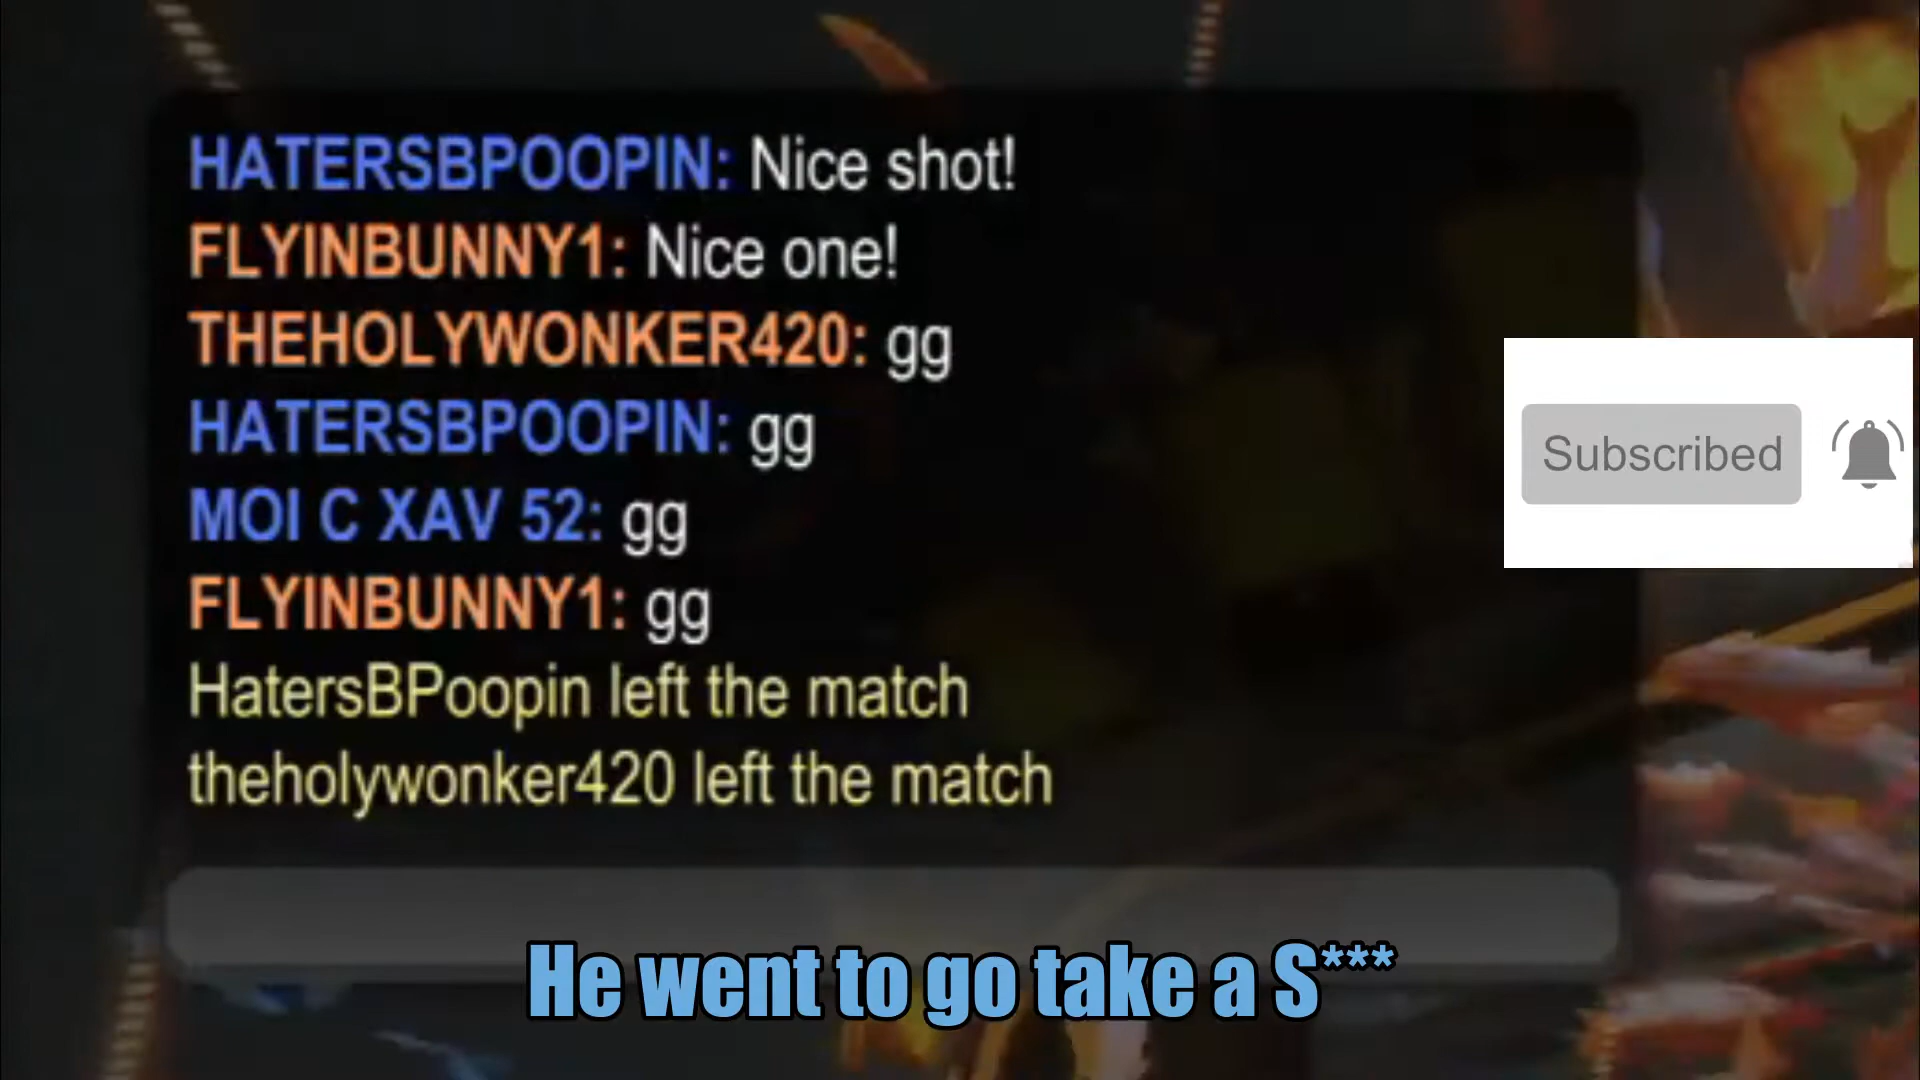 HATERSBPOOPIN: Nice shot!
FLYINBUNNY1: Nice one!
THEHOLYWONKER420: gg
HATERSBPOOPIN: gg
MOI C XAV 52: gg
FLYINBUNNY1: gg
HatersBPoopin left the match
theholywonker420 left the match
Subscribed
He went to go take a S***